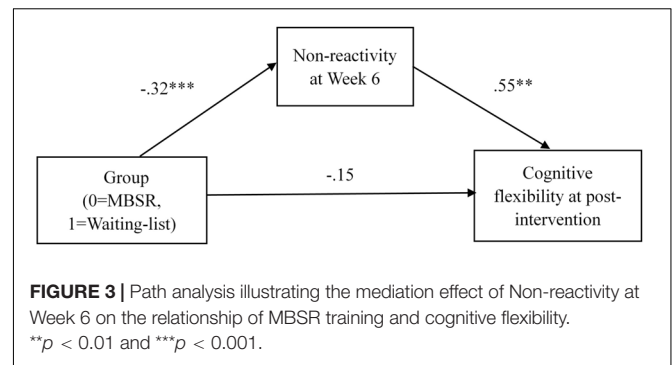 Non-reactivity
at Week 6
-.32***
.55**
Group
(0=MBSR,
1=Waiting-list)
-.15
Cognitive
flexibility at post-
intervention
FIGURE 3 | Path analysis illustrating the mediation effect of Non-reactivity at
Week 6 on the relationship of MBSR training and cognitive flexibility.
**p < 0.01 and ***p < 0.001.